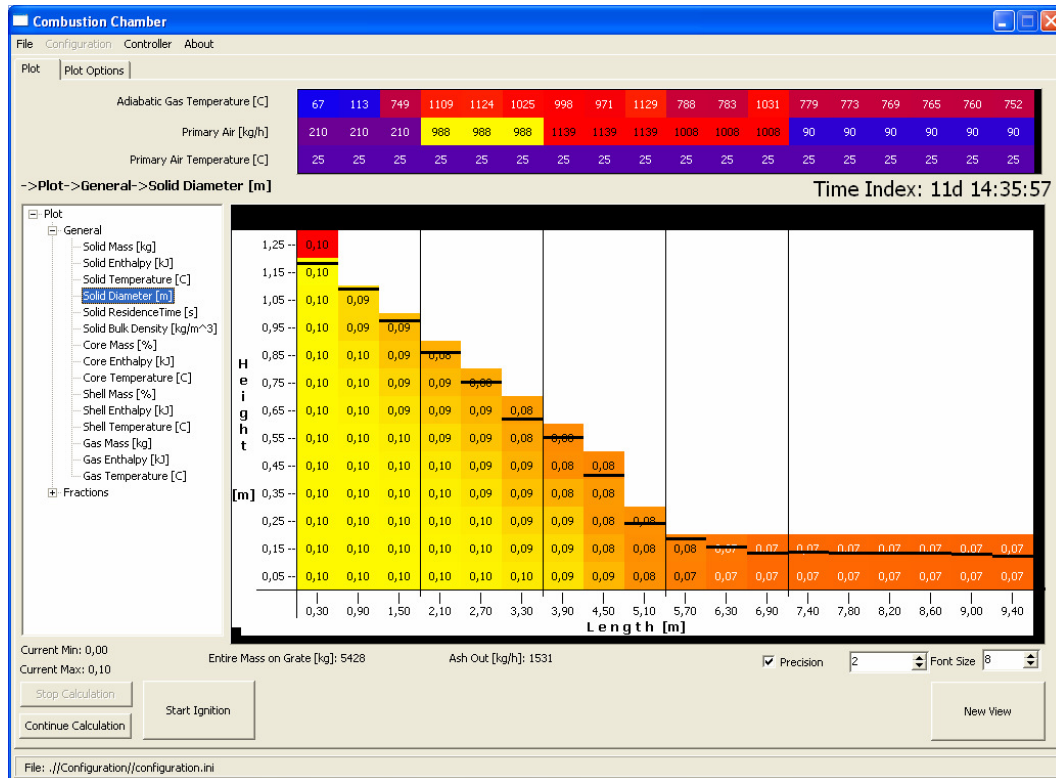 Combustion Chamber
File Configuration Controller About
Plot Plot Options
Adiabatic Gas Temperature [C] 67 113 749 1109 1124 1025 998 971 1129 788 783 1031 779 773 769 765 760 752
Primary Air [kg/h] 210 210 210 988 988 988 1139 1139 1139 1008 1008 1008 90 90 90 90 90 90
Primary Air Temperature [C] 25 25 25 25 25 25 25 25 25 25 25 25 25 25 25 25 25 25
->Plot->General->Solid Diameter [m]
Time Index: 11d 14:35:57
Plot
General
Solid Mass [kg]
Solid Enthalpy [kJ]
Solid Temperature [C]
Solid Diameter [m]
Solid ResidenceTime [s]
Solid Bulk Density [kg/m^3]
Core Mass [%]
Core Enthalpy [kJ]
Core Temperature [C]
Shell Mass [%]
Shell Enthalpy [kJ]
Shell Temperature [C]
Gas Mass [kg]
Gas Enthalpy [kJ]
Gas Temperature [C]
Fractions
Height [m]
1,25 -- 0,10
1,15 -- 0,10
1,05 -- 0,10 0,09
0,95 -- 0,10 0,09 0,09
0,85 -- 0,10 0,10 0,09 0,08
0,75 -- 0,10 0,10 0,09 0,09 0,08
0,65 -- 0,10 0,10 0,09 0,09 0,09 0,08
0,55 -- 0,10 0,10 0,10 0,09 0,09 0,08 0,08
0,45 -- 0,10 0,10 0,10 0,10 0,09 0,09 0,08 0,08
0,35 -- 0,10 0,10 0,10 0,10 0,09 0,09 0,08 0,08
0,25 -- 0,10 0,10 0,10 0,10 0,10 0,09 0,09 0,08 0,08
0,15 -- 0,10 0,10 0,10 0,10 0,10 0,09 0,09 0,08 0,08 0,08 0,07 0,07 0,07 0,07 0,07 0,07 0,07 0,07
0,05 -- 0,10 0,10 0,10 0,10 0,10 0,10 0,09 0,09 0,08 0,07 0,07 0,07 0,07 0,07 0,07 0,07 0,07 0,07
0,30 0,90 1,50 2,10 2,70 3,30 3,90 4,50 5,10 5,70 6,30 6,90 7,40 7,80 8,20 8,60 9,00 9,40
Length [m]
Current Min: 0,00
Current Max: 0,10
Entire Mass on Grate [kg]: 5428
Ash Out [kg/h]: 1531
Precision 2 Font Size 8
Stop Calculation
Continue Calculation
Start Ignition
New View
File: .//Configuration//configuration.ini